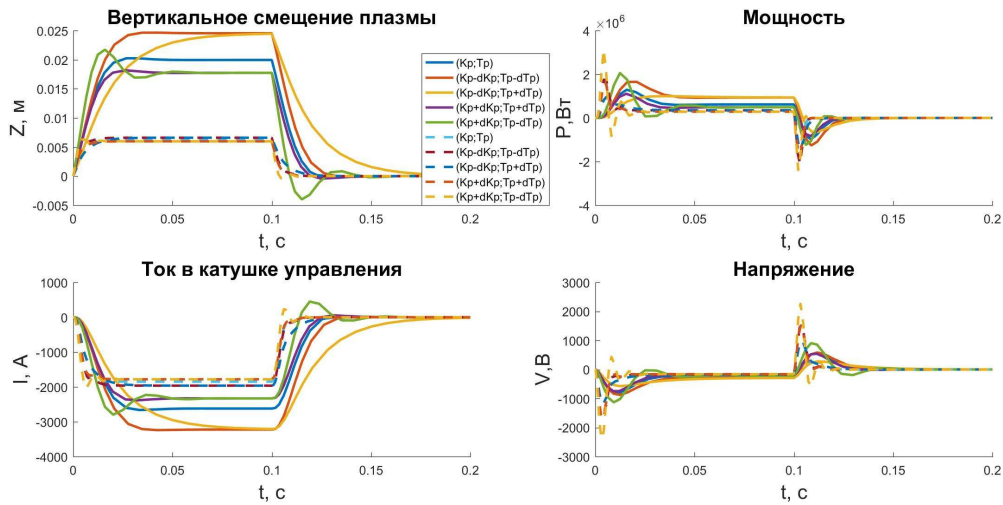 Вертикальное смещение плазмы
0.025
0.02
0.015
0.01
0.005
0
-0.005
Z, м
0
0.05
0.1
0.15
0.2
t, с
(Kp;Tp)
(Kp-dKp;Tp-dTp)
(Kp-dKp;Tp+dTp)
(Kp+dKp;Tp+dTp)
(Kp+dKp;Tp-dTp)
(Kp;Tp)
(Kp-dKp;Tp-dTp)
(Kp-dKp;Tp+dTp)
(Kp+dKp;Tp+dTp)
(Kp+dKp;Tp-dTp)
Мощность
×10⁶
4
2
0
-2
-4
P,Вт
0
0.05
0.1
0.15
0.2
t, с
Ток в катушке управления
1000
0
-1000
-2000
-3000
-4000
I, А
0
0.05
0.1
0.15
0.2
t, с
Напряжение
3000
2000
1000
0
-1000
-2000
-3000
V,В
0
0.05
0.1
0.15
0.2
t, с